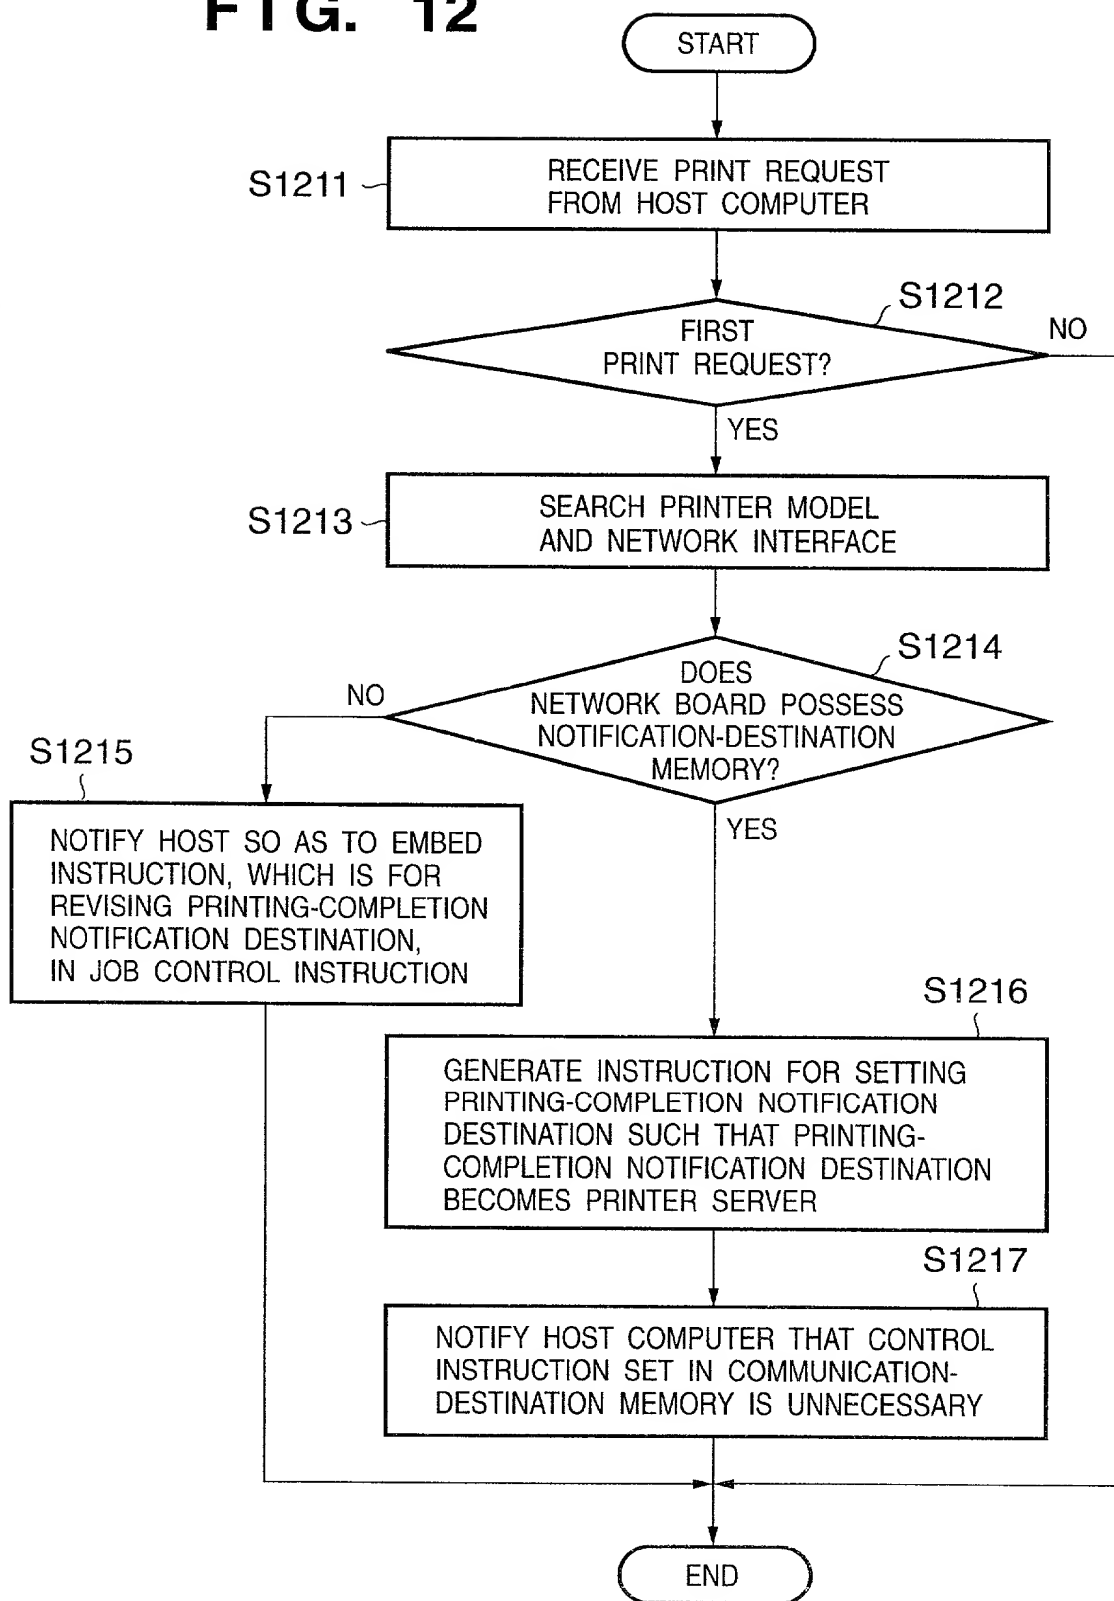 FIG. 12
START
S1211
RECEIVE PRINT REQUEST
FROM HOST COMPUTER
S1212
FIRST
PRINT REQUEST?
NO
YES
S1213
SEARCH PRINTER MODEL
AND NETWORK INTERFACE
S1214
DOES
NETWORK BOARD POSSESS
NOTIFICATION-DESTINATION
MEMORY?
NO
YES
S1215
NOTIFY HOST SO AS TO EMBED
INSTRUCTION, WHICH IS FOR
REVISING PRINTING-COMPLETION
NOTIFICATION DESTINATION,
IN JOB CONTROL INSTRUCTION
S1216
GENERATE INSTRUCTION FOR SETTING
PRINTING-COMPLETION NOTIFICATION
DESTINATION SUCH THAT PRINTING-
COMPLETION NOTIFICATION DESTINATION
BECOMES PRINTER SERVER
S1217
NOTIFY HOST COMPUTER THAT CONTROL
INSTRUCTION SET IN COMMUNICATION-
DESTINATION MEMORY IS UNNECESSARY
END